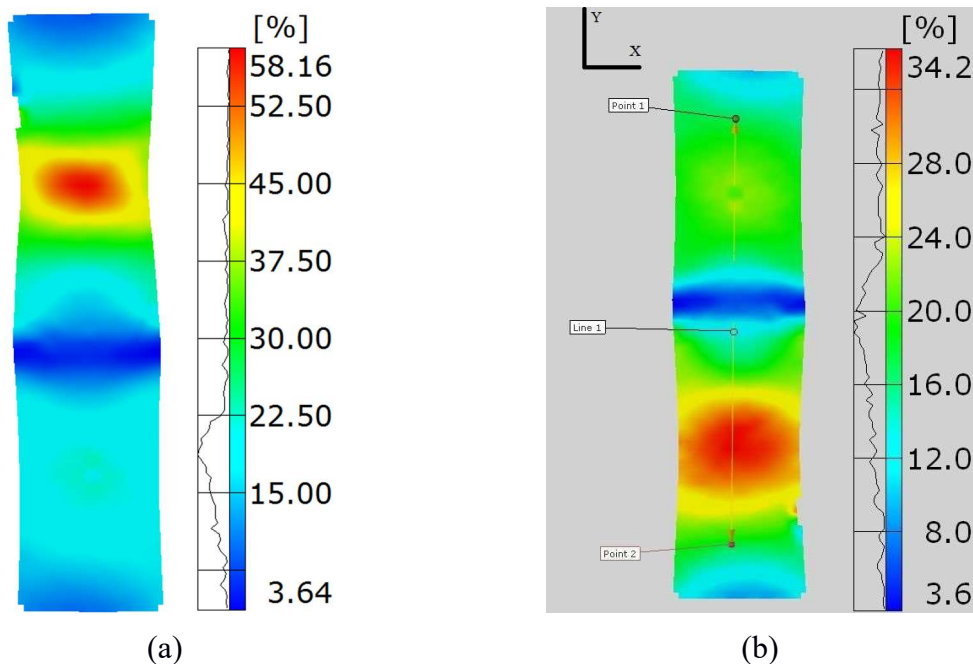 [%]
58.16
52.50
45.00
37.50
30.00
22.50
15.00
3.64
(a)
Y
X
Point 1
Line 1
Point 2
[%]
34.2
28.0
24.0
20.0
16.0
12.0
8.0
3.6
(b)